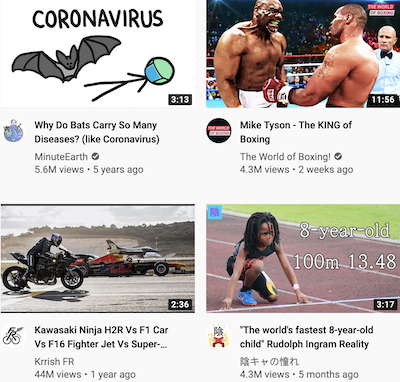 CORONAVIRUS
3:13
Why Do Bats Carry So Many
Diseases? (like Coronavirus)
MinuteEarth
5.6M views • 5 years ago
THE WORLD
OF BOXING
11:56
THE WORLD
OF BOXING
Mike Tyson - The KING of
Boxing
The World of Boxing!
4.3M views • 2 weeks ago
2:36
Kawasaki Ninja H2R Vs F1 Car
Vs F16 Fighter Jet Vs Super-...
Krrish FR
44M views • 1 year ago
8-year-old
100m 13.48
3:17
"The world's fastest 8-year-old
child" Rudolph Ingram Reality
陰キャの憧れ
4.3M views • 5 months ago